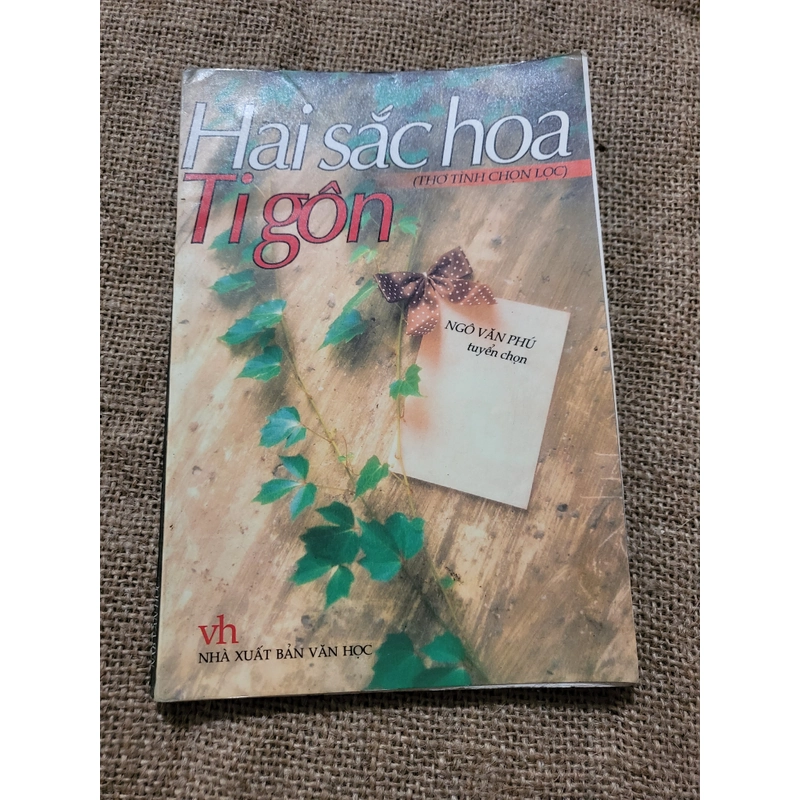 Hai sắc hoa
(THƠ TÌNH CHỌN LỌC)
Ti gôn
NGÔ VĂN PHÚ
tuyển chọn
vh
NHÀ XUẤT BẢN VĂN HỌC